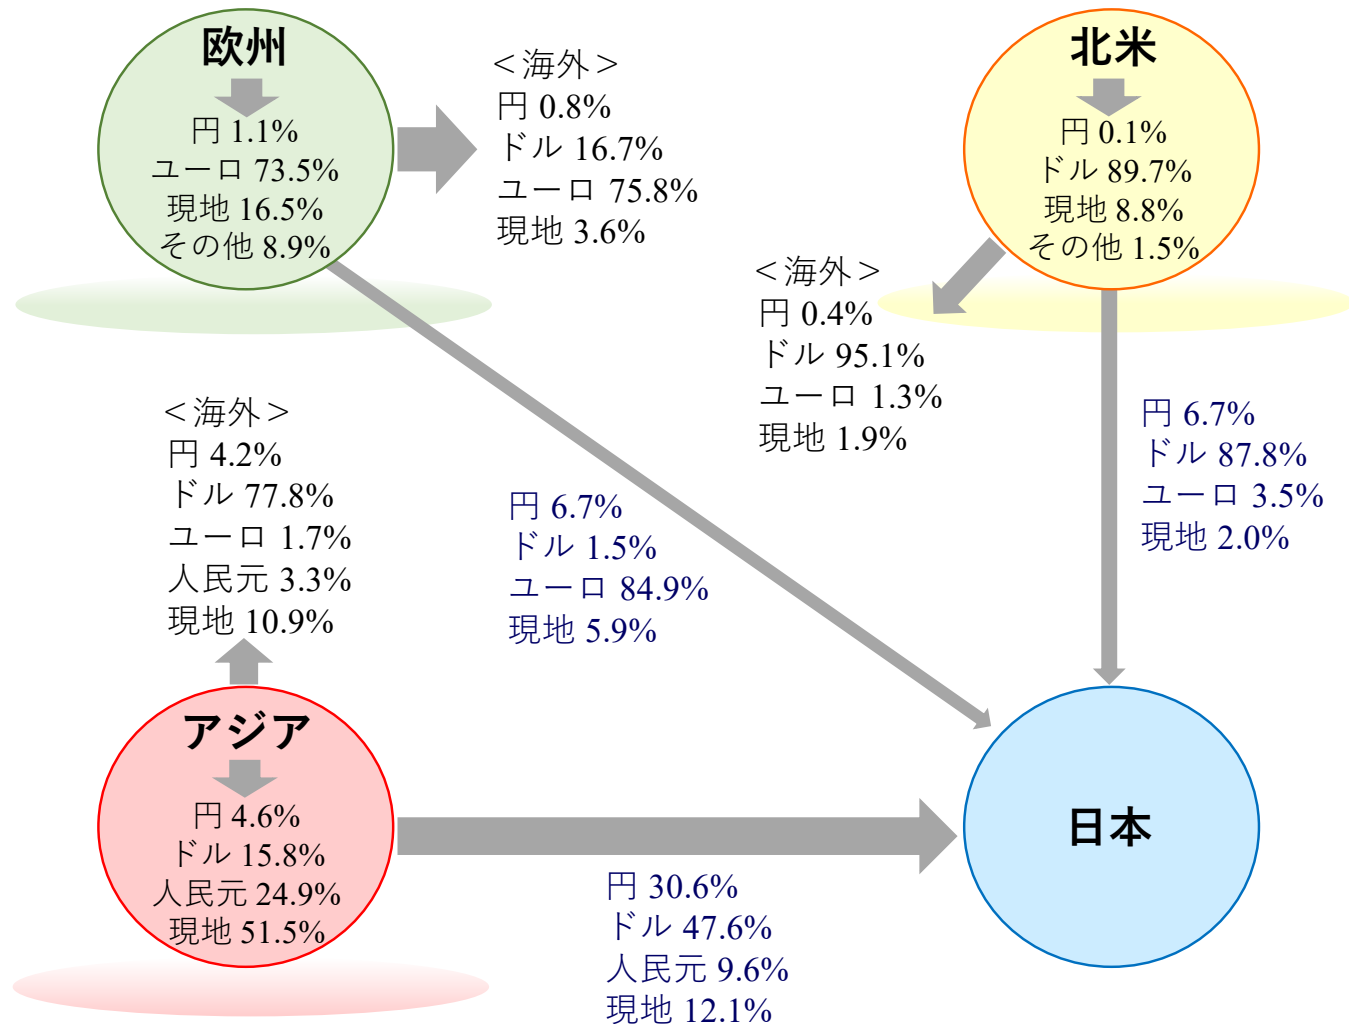 欧州
円 1.1%
ユーロ 73.5%
現地 16.5%
その他 8.9%
＜海外＞
円 0.8%
ドル 16.7%
ユーロ 75.8%
現地 3.6%
北米
円 0.1%
ドル 89.7%
現地 8.8%
その他 1.5%
＜海外＞
円 0.4%
ドル 95.1%
ユーロ 1.3%
現地 1.9%
＜海外＞
円 4.2%
ドル 77.8%
ユーロ 1.7%
人民元 3.3%
現地 10.9%
円 6.7%
ドル 1.5%
ユーロ 84.9%
現地 5.9%
円 6.7%
ドル 87.8%
ユーロ 3.5%
現地 2.0%
アジア
円 4.6%
ドル 15.8%
人民元 24.9%
現地 51.5%
円 30.6%
ドル 47.6%
人民元 9.6%
現地 12.1%
日本